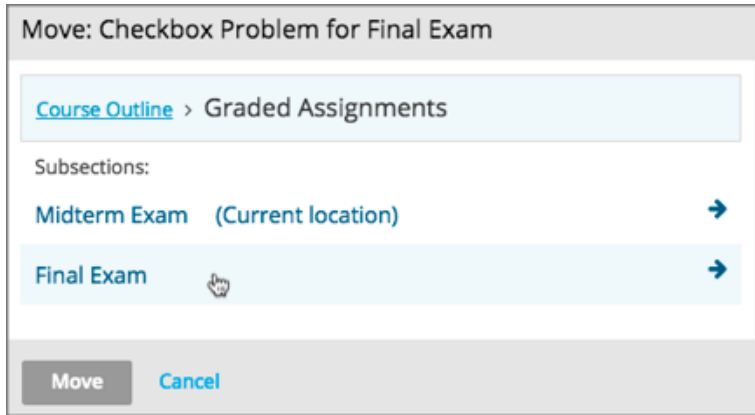 Move: Checkbox Problem for Final Exam
Course Outline > Graded Assignments
Subsections:
Midterm Exam (Current location)
Final Exam
Move Cancel